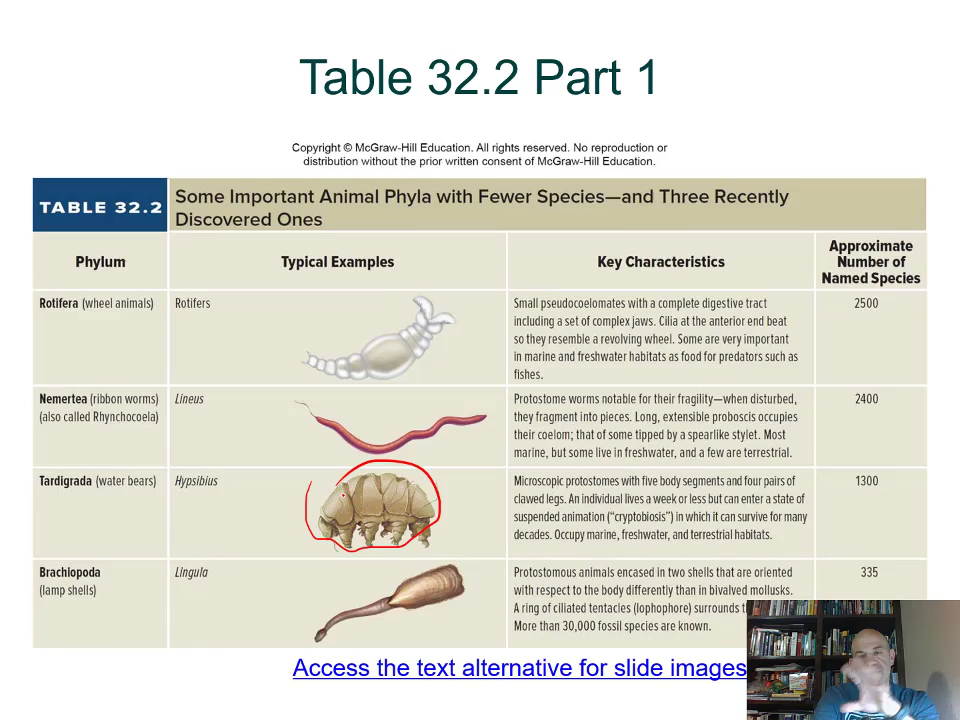 Table 32.2 Part 1
Copyright © McGraw-Hill Education. All rights reserved. No reproduction or
distribution without the prior written consent of McGraw-Hill Education.
TABLE 32.2
Some Important Animal Phyla with Fewer Species—and Three Recently
Discovered Ones
Phylum
Typical Examples
Key Characteristics
Approximate
Number of
Named Species
Rotifera (wheel animals)
Rotifers
Small pseudocoelomates with a complete digestive tract
including a set of complex jaws. Cilia at the anterior end beat
so they resemble a revolving wheel. Some are very important
in marine and freshwater habitats as food for predators such as
fishes.
2500
Nemertea (ribbon worms)
(also called Rhynchocoela)
Lineus
Protostome worms notable for their fragility—when disturbed,
they fragment into pieces. Long, extensible proboscis occupies
their coelom; that of some tipped by a spearlike stylet. Most
marine, but some live in freshwater, and a few are terrestrial.
2400
Tardigrada (water bears)
Hypsibius
Microscopic protostomes with five body segments and four pairs of
clawed legs. An individual lives a week or less but can enter a state of
suspended animation (“cryptobiosis”) in which it can survive for many
decades. Occupy marine, freshwater, and terrestrial habitats.
1300
Brachiopoda
(lamp shells)
Lingula
Protostomous animals encased in two shells that are oriented
with respect to the body differently than in bivalved mollusks.
A ring of ciliated tentacles (lophophore) surrounds
More than 30,000 fossil species are known.
335
Access the text alternative for slide images